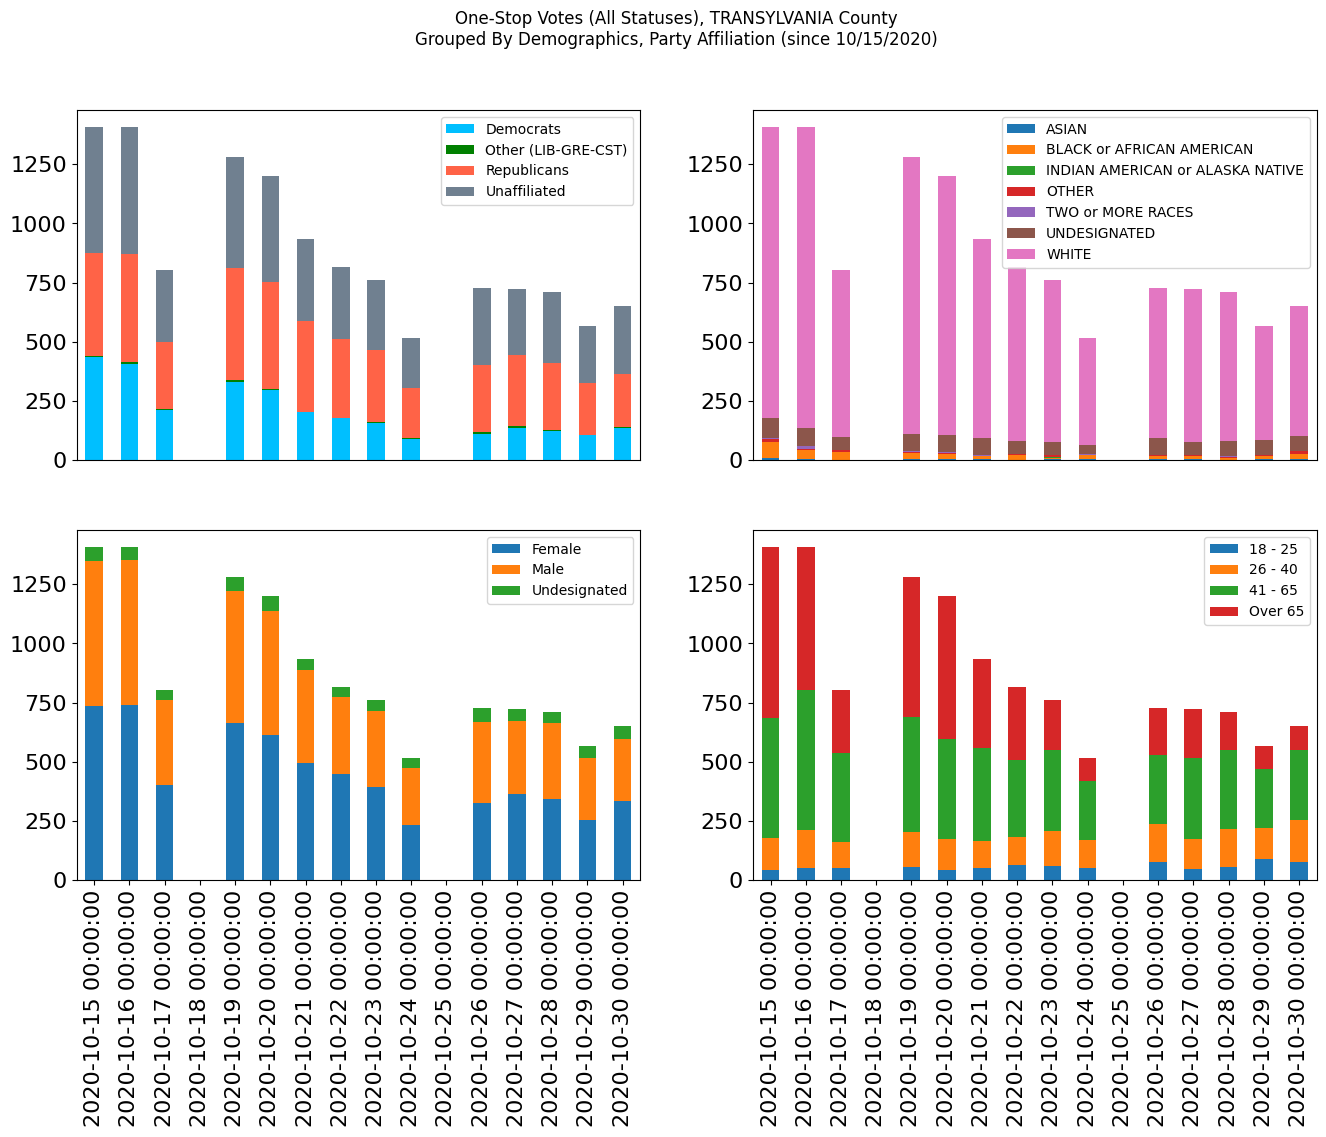 One-Stop Votes (All Statuses), TRANSYLVANIA County
Grouped By Demographics, Party Affiliation (since 10/15/2020)
1250
1000
750
500
250
0
Democrats
Other (LIB-GRE-CST)
Republicans
Unaffiliated
1250
1000
750
500
250
0
ASIAN
BLACK or AFRICAN AMERICAN
INDIAN AMERICAN or ALASKA NATIVE
OTHER
TWO or MORE RACES
UNDESIGNATED
WHITE
1250
1000
750
500
250
0
Female
Male
Undesignated
2020-10-15 00:00:00
2020-10-16 00:00:00
2020-10-17 00:00:00
2020-10-18 00:00:00
2020-10-19 00:00:00
2020-10-20 00:00:00
2020-10-21 00:00:00
2020-10-22 00:00:00
2020-10-23 00:00:00
2020-10-24 00:00:00
2020-10-25 00:00:00
2020-10-26 00:00:00
2020-10-27 00:00:00
2020-10-28 00:00:00
2020-10-29 00:00:00
2020-10-30 00:00:00
1250
1000
750
500
250
0
18 - 25
26 - 40
41 - 65
Over 65
2020-10-15 00:00:00
2020-10-16 00:00:00
2020-10-17 00:00:00
2020-10-18 00:00:00
2020-10-19 00:00:00
2020-10-20 00:00:00
2020-10-21 00:00:00
2020-10-22 00:00:00
2020-10-23 00:00:00
2020-10-24 00:00:00
2020-10-25 00:00:00
2020-10-26 00:00:00
2020-10-27 00:00:00
2020-10-28 00:00:00
2020-10-29 00:00:00
2020-10-30 00:00:00